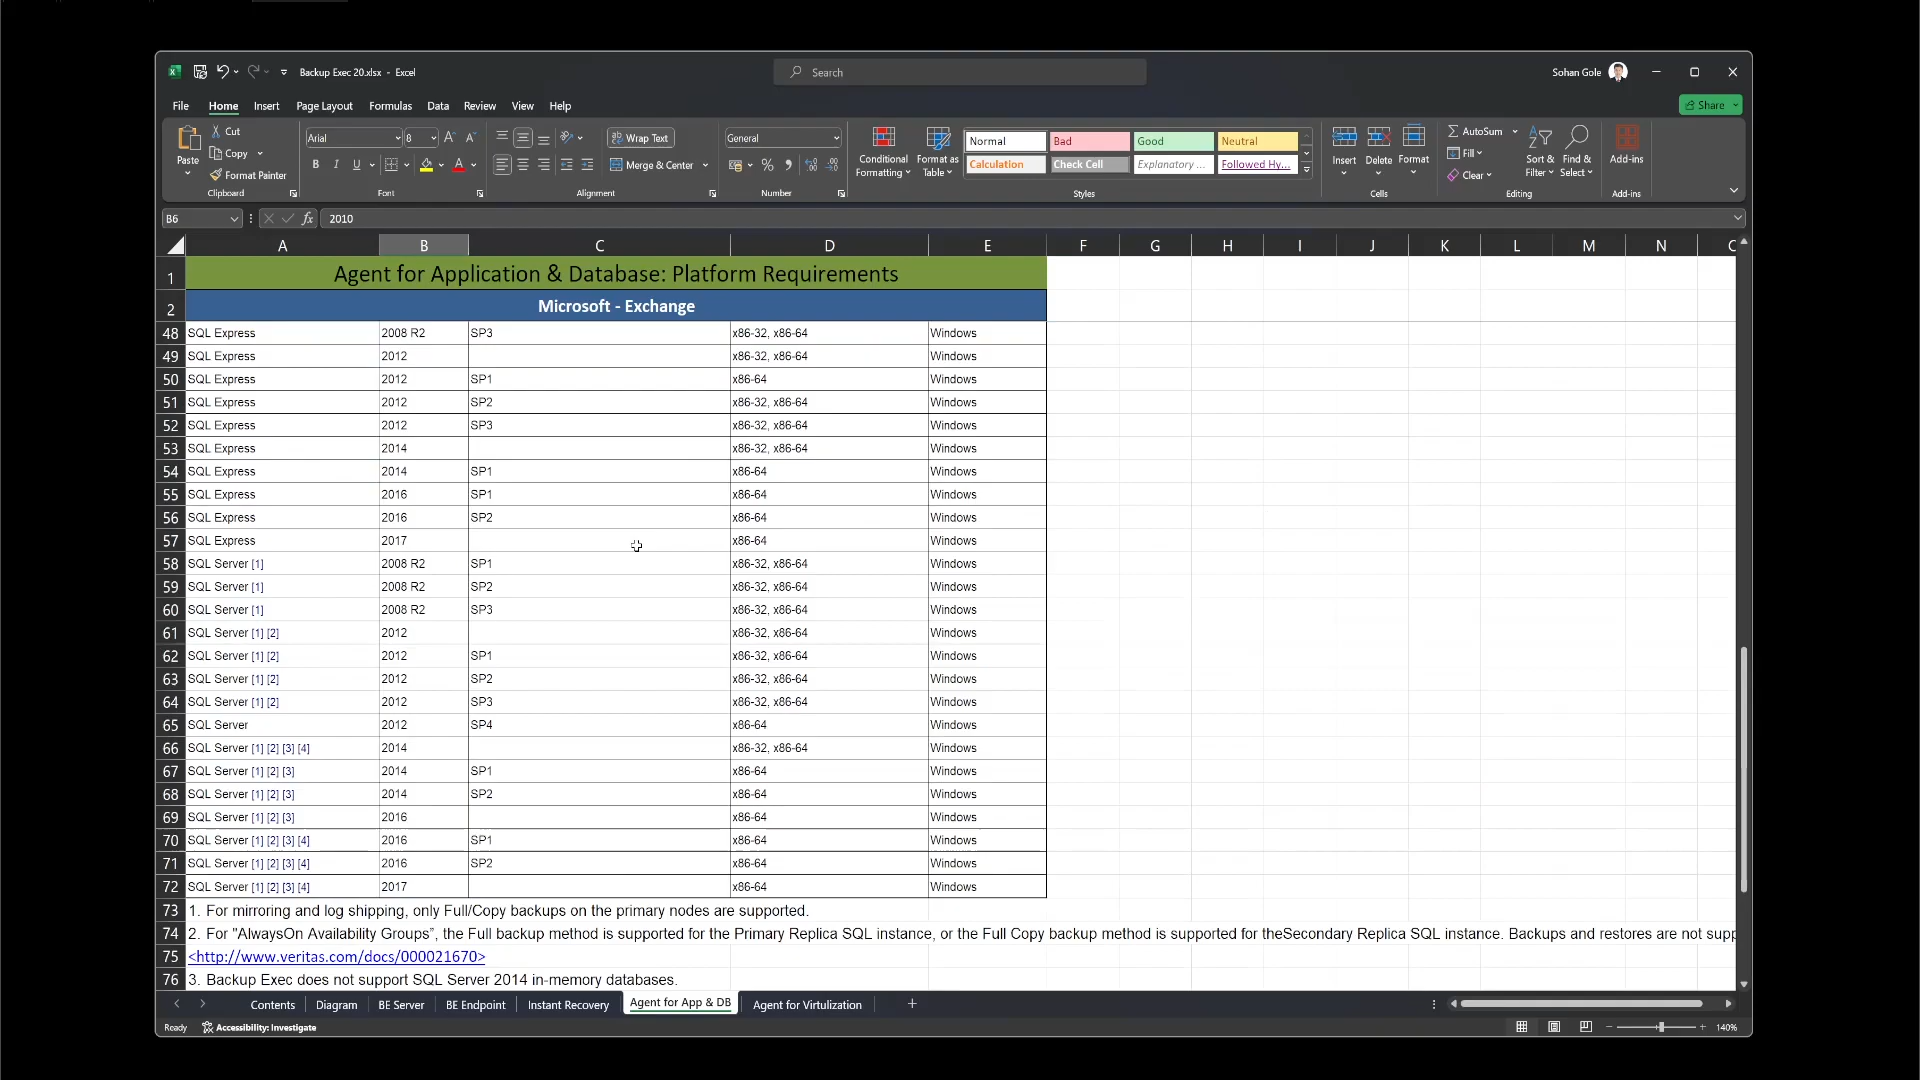 Backup Exec 20.xlsx - Excel
Search
Sohan Gole
File Home Insert Page Layout Formulas Data Review View Help
Share
Paste
Cut
Copy
Format Painter
Clipboard
Arial 8
Font
Wrap Text
Merge & Center
Alignment
General
Number
Conditional Formatting
Format as Table
Normal Bad Good Neutral
Calculation Check Cell Explanatory ... Followed Hy...
Styles
Insert Delete Format
Cells
AutoSum
Fill
Clear
Sort & Filter
Find & Select
Editing
Add-ins
Add-ins
B6 fx 2010
A B C D E F G H I J K L M N
1 Agent for Application & Database: Platform Requirements
2 Microsoft - Exchange
48 SQL Express 2008 R2 SP3 x86-32, x86-64 Windows
49 SQL Express 2012 x86-32, x86-64 Windows
50 SQL Express 2012 SP1 x86-64 Windows
51 SQL Express 2012 SP2 x86-32, x86-64 Windows
52 SQL Express 2012 SP3 x86-32, x86-64 Windows
53 SQL Express 2014 x86-32, x86-64 Windows
54 SQL Express 2014 SP1 x86-64 Windows
55 SQL Express 2016 SP1 x86-64 Windows
56 SQL Express 2016 SP2 x86-64 Windows
57 SQL Express 2017 x86-64 Windows
58 SQL Server [1] 2008 R2 SP1 x86-32, x86-64 Windows
59 SQL Server [1] 2008 R2 SP2 x86-32, x86-64 Windows
60 SQL Server [1] 2008 R2 SP3 x86-32, x86-64 Windows
61 SQL Server [1] [2] 2012 x86-32, x86-64 Windows
62 SQL Server [1] [2] 2012 SP1 x86-32, x86-64 Windows
63 SQL Server [1] [2] 2012 SP2 x86-32, x86-64 Windows
64 SQL Server [1] [2] 2012 SP3 x86-32, x86-64 Windows
65 SQL Server 2012 SP4 x86-64 Windows
66 SQL Server [1] [2] [3] [4] 2014 x86-32, x86-64 Windows
67 SQL Server [1] [2] [3] 2014 SP1 x86-64 Windows
68 SQL Server [1] [2] [3] 2014 SP2 x86-64 Windows
69 SQL Server [1] [2] [3] 2016 x86-64 Windows
70 SQL Server [1] [2] [3] [4] 2016 SP1 x86-64 Windows
71 SQL Server [1] [2] [3] [4] 2016 SP2 x86-64 Windows
72 SQL Server [1] [2] [3] [4] 2017 x86-64 Windows
73 1. For mirroring and log shipping, only Full/Copy backups on the primary nodes are supported.
74 2. For "AlwaysOn Availability Groups", the Full backup method is supported for the Primary Replica SQL instance, or the Full Copy backup method is supported for theSecondary Replica SQL instance. Backups and restores are not supp
75 <http://www.veritas.com/docs/000021670>
76 3. Backup Exec does not support SQL Server 2014 in-memory databases.
Contents Diagram BE Server BE Endpoint Instant Recovery Agent for App & DB Agent for Virtulization
Ready Accessibility: Investigate 140%